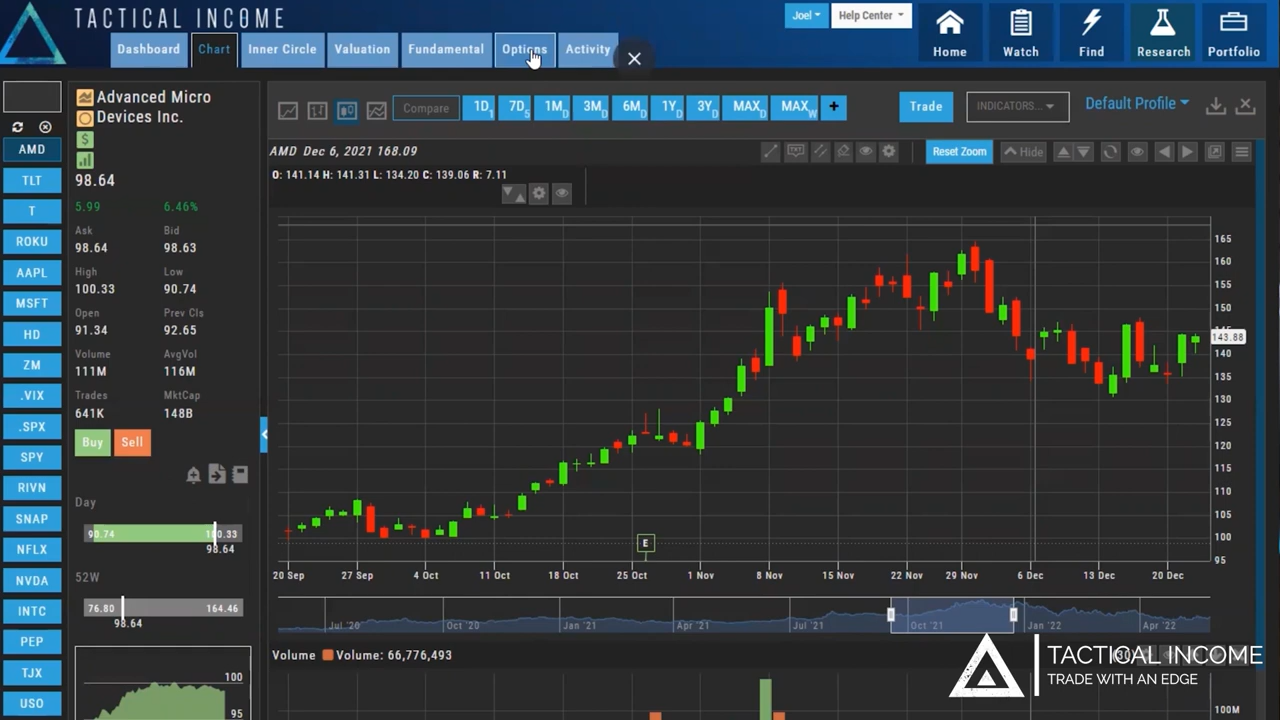 TACTICAL INCOME
Joel
Help Center
Home
Watch
Find
Research
Portfolio
Dashboard
Chart
Inner Circle
Valuation
Fundamental
Options
Activity
Advanced Micro
Devices Inc.
98.64
5.99 6.46%
Ask Bid
98.64 98.63
High Low
100.33 90.74
Open Prev Cls
91.34 92.65
Volume AvgVol
111M 116M
Trades MktCap
641K 148B
Buy Sell
Day
90.74 100.33
98.64
52W
76.80 164.46
98.64
100
95
AMD
TLT
T
ROKU
AAPL
MSFT
HD
ZM
.VIX
.SPX
SPY
RIVN
SNAP
NFLX
NVDA
INTC
PEP
TJX
USO
Compare 1D1 7D5 1MD 3MD 6MD 1YD 3YD MAXD MAXW +
Trade
INDICATORS...
Default Profile
AMD Dec 6, 2021 168.09
Reset Zoom
Hide
O: 141.14 H: 141.31 L: 134.20 C: 139.06 R: 7.11
165
160
155
150
145
143.88
140
135
130
125
120
115
110
105
100
95
E
20 Sep 27 Sep 4 Oct 11 Oct 18 Oct 25 Oct 1 Nov 8 Nov 15 Nov 22 Nov 29 Nov 6 Dec 13 Dec 20 Dec
Jul '20 Oct '20 Jan '21 Apr '21 Jul '21 Oct '21 Jan '22 Apr '22
Volume Volume: 66,776,493
100M
TACTICAL INCOME
TRADE WITH AN EDGE